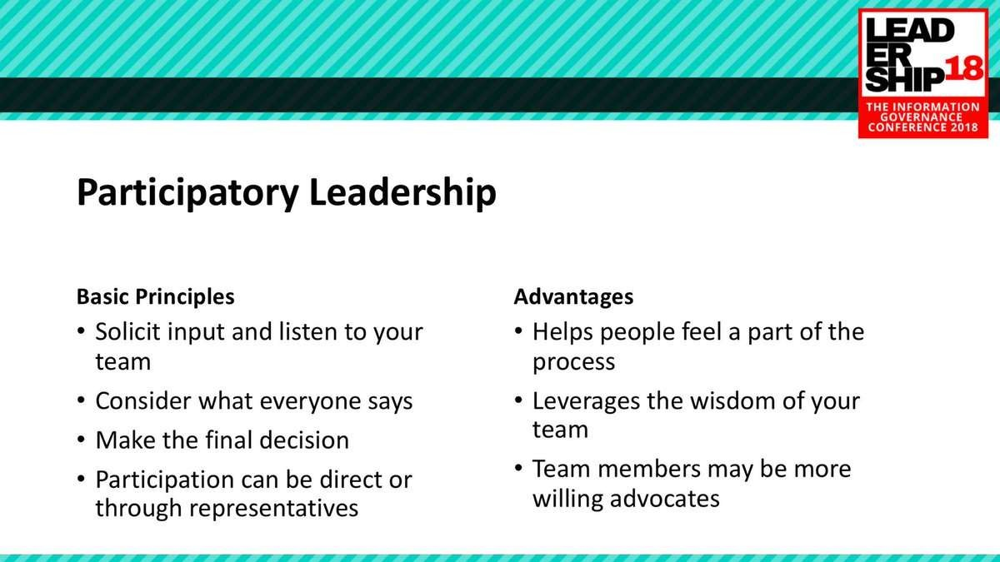 LEAD
ER
SHIP18
THE INFORMATION
GOVERNANCE
CONFERENCE 2018
Participatory Leadership
Basic Principles
• Solicit input and listen to your
team
• Consider what everyone says
• Make the final decision
• Participation can be direct or
through representatives
Advantages
• Helps people feel a part of the
process
• Leverages the wisdom of your
team
• Team members may be more
willing advocates